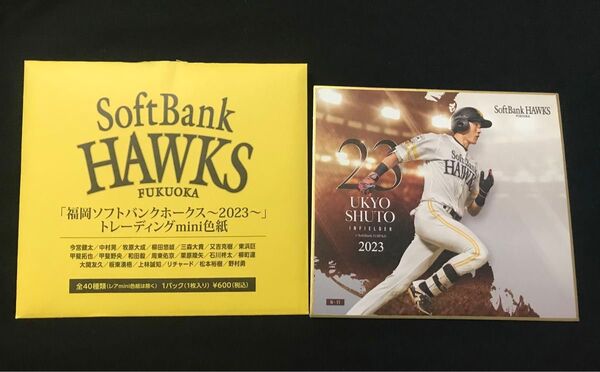 SoftBank
HAWKS
FUKUOKA
「福岡ソフトバンクホークス〜2023〜」
トレーディングmini色紙
今宮健太/中村晃/牧原大成/柳田悠岐/三森大貴/又吉克樹/東浜巨
甲斐拓也/甲斐野央/和田毅/周東佑京/栗原陵矢/石川柊太/柳町達
大関友久/板東湧梧/上林誠知/リチャード/松本裕樹/野村勇
全40種類(レアmini色紙は除く) 1パック(1枚入り) ¥600(税込)
SoftBank HAWKS
FUKUOKA
23
UKYO
SHUTO
INFIELDER
2023
SoftBank
HAWKS
N-11